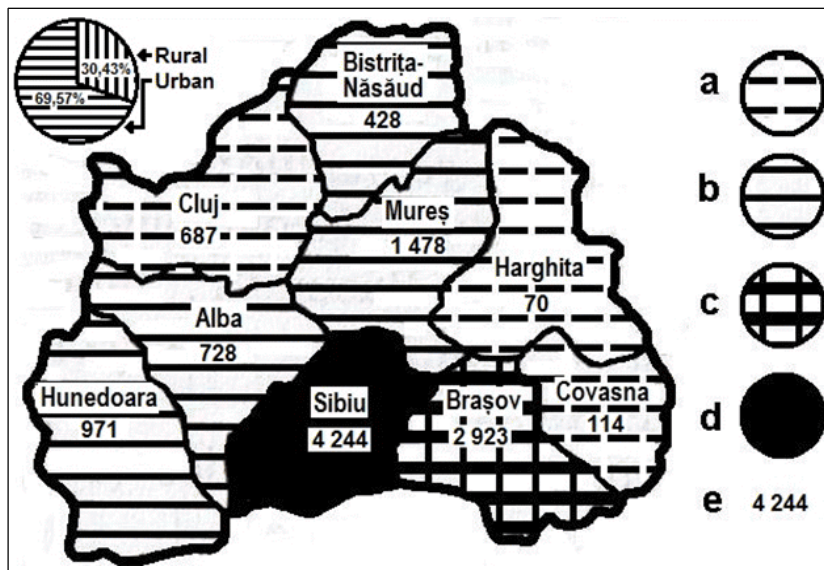 Rural
30,43%
Urban
69,57%
Bistrița-
Năsăud
428
Cluj
687
Mureș
1 478
Harghita
70
Alba
728
Hunedoara
971
Sibiu
4 244
Brașov
2 923
Covasna
114
a
b
c
d
e 4 244